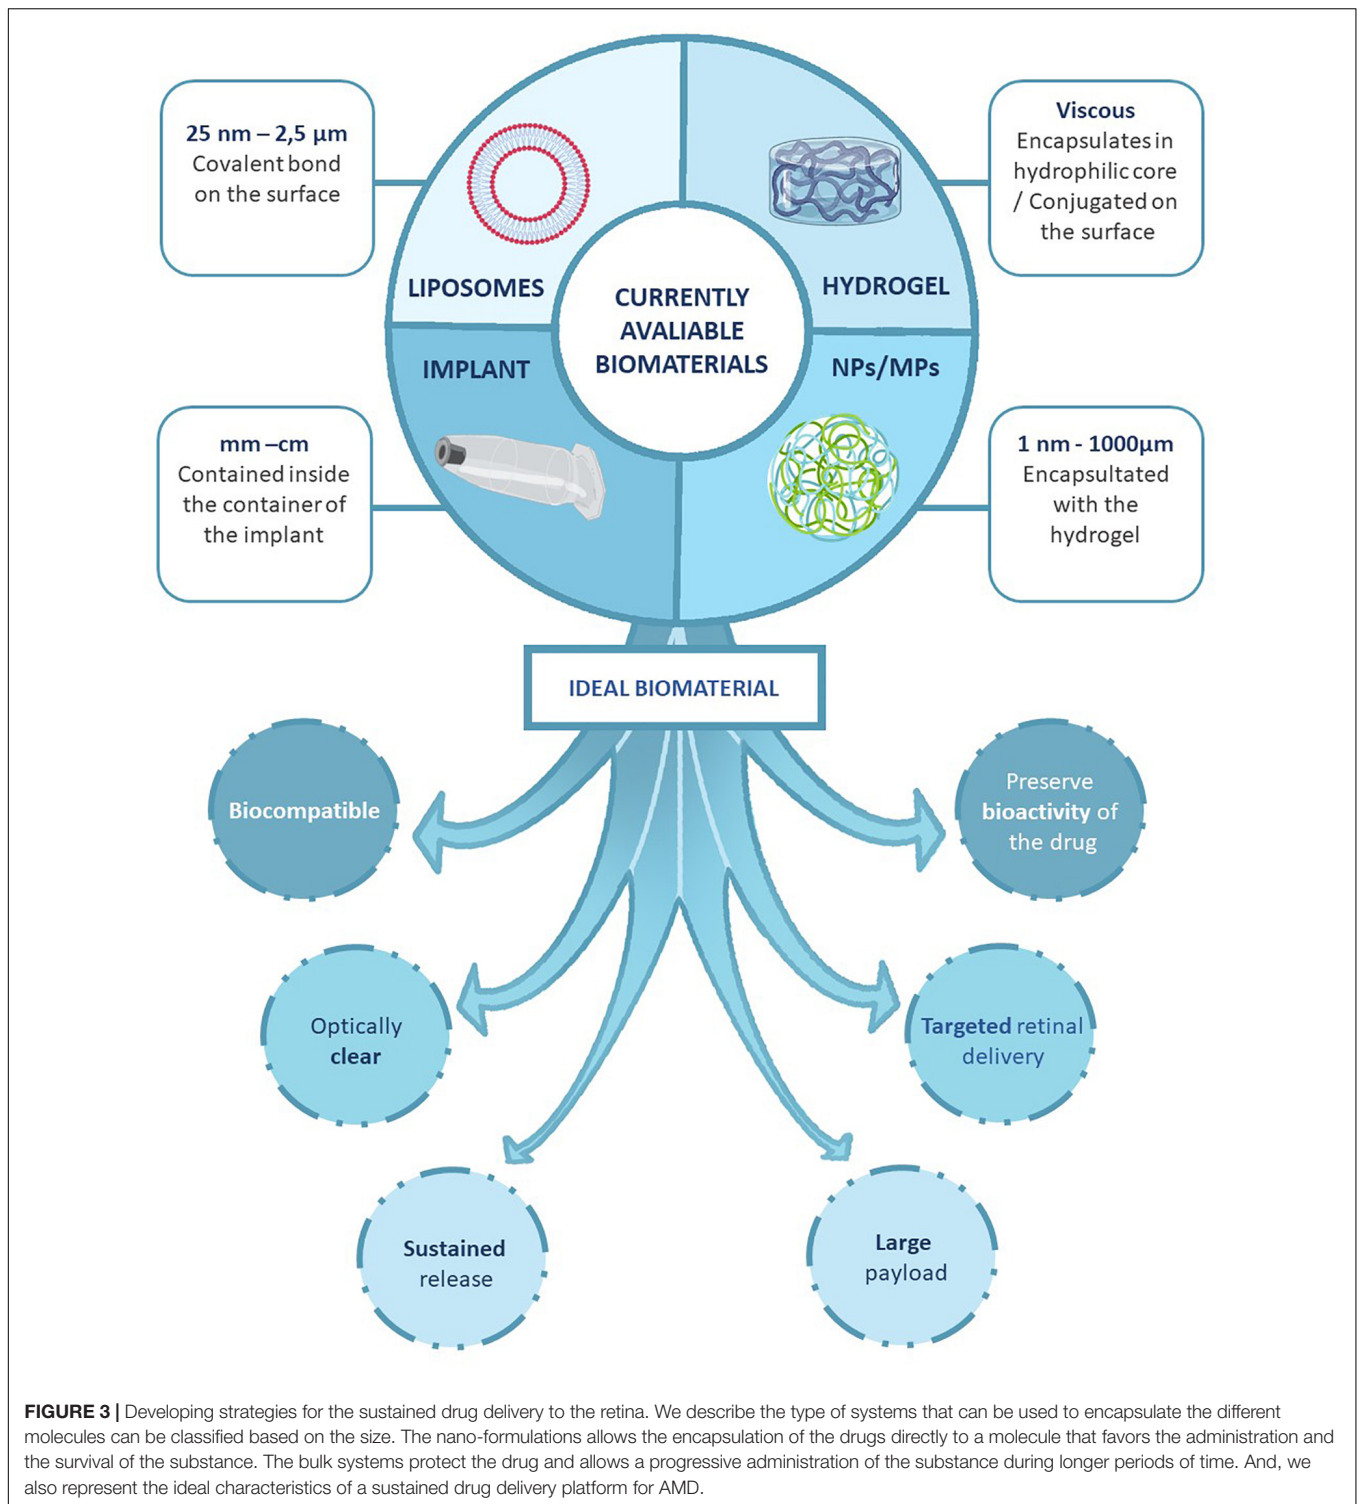 25 nm – 2,5 µm
Covalent bond
on the surface
Viscous
Encapsulates in
hydrophilic core
/ Conjugated on
the surface
LIPOSOMES
HYDROGEL
CURRENTLY
AVALIABLE
BIOMATERIALS
IMPLANT
NPs/MPs
mm –cm
Contained inside
the container of
the implant
1 nm - 1000µm
Encapsultated
with the
hydrogel
IDEAL BIOMATERIAL
Biocompatible
Preserve
bioactivity of
the drug
Optically
clear
Targeted retinal
delivery
Sustained
release
Large
payload
FIGURE 3 | Developing strategies for the sustained drug delivery to the retina. We describe the type of systems that can be used to encapsulate the different
molecules can be classified based on the size. The nano-formulations allows the encapsulation of the drugs directly to a molecule that favors the administration and
the survival of the substance. The bulk systems protect the drug and allows a progressive administration of the substance during longer periods of time. And, we
also represent the ideal characteristics of a sustained drug delivery platform for AMD.